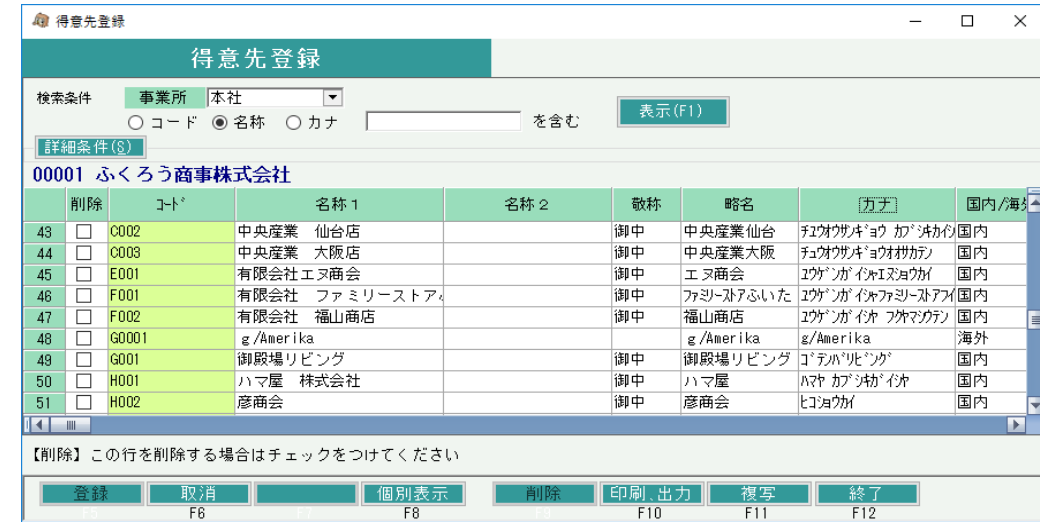 得意先登録
得意先登録
検索条件 事業所 本社
コード 名称 カナ を含む 表示(F1)
詳細条件(S)
00001 ふくろう商事株式会社
削除 ｺｰﾄﾞ 名称1 名称2 敬称 略名 カナ 国内/海外
43 C002 中央産業 仙台店 御中 中央産業仙台 ﾁｭｳｵｳｻﾝｷﾞｮｳ ｶﾌﾞｼｷｶｲｼ 国内
44 C003 中央産業 大阪店 御中 中央産業大阪 ﾁｭｳｵｳｻﾝｷﾞｮｳｵｵｻｶﾃﾝ 国内
45 E001 有限会社エヌ商会 御中 エヌ商会 ﾕｳｹﾞﾝｶﾞｲｼｬｴﾇｼｮｳｶｲ 国内
46 F001 有限会社 ファミリーストア 御中 ﾌｧﾐﾘｰｽﾄｱふいた ﾕｳｹﾞﾝｶﾞｲｼｬﾌｧﾐﾘｰｽﾄｱﾌｲ 国内
47 F002 有限会社 福山商店 御中 福山商店 ﾕｳｹﾞﾝｶﾞｲｼｬ ﾌｸﾔﾏｼｮｳﾃﾝ 国内
48 G0001 ｇ/Amerika ｇ/Amerika g/Amerika 海外
49 G001 御殿場リビング 御中 御殿場リビング ｺﾞﾃﾝﾊﾞﾘﾋﾞﾝｸﾞ 国内
50 H001 ハマ屋 株式会社 御中 ハマ屋 ﾊﾏﾔ ｶﾌﾞｼｷｶﾞｲｼｬ 国内
51 H002 彦商会 御中 彦商会 ﾋｺｼｮｳｶｲ 国内
【削除】この行を削除する場合はチェックをつけてください
登録 取消 個別表示 削除 印刷、出力 複写 終了
F5 F6 F7 F8 F9 F10 F11 F12